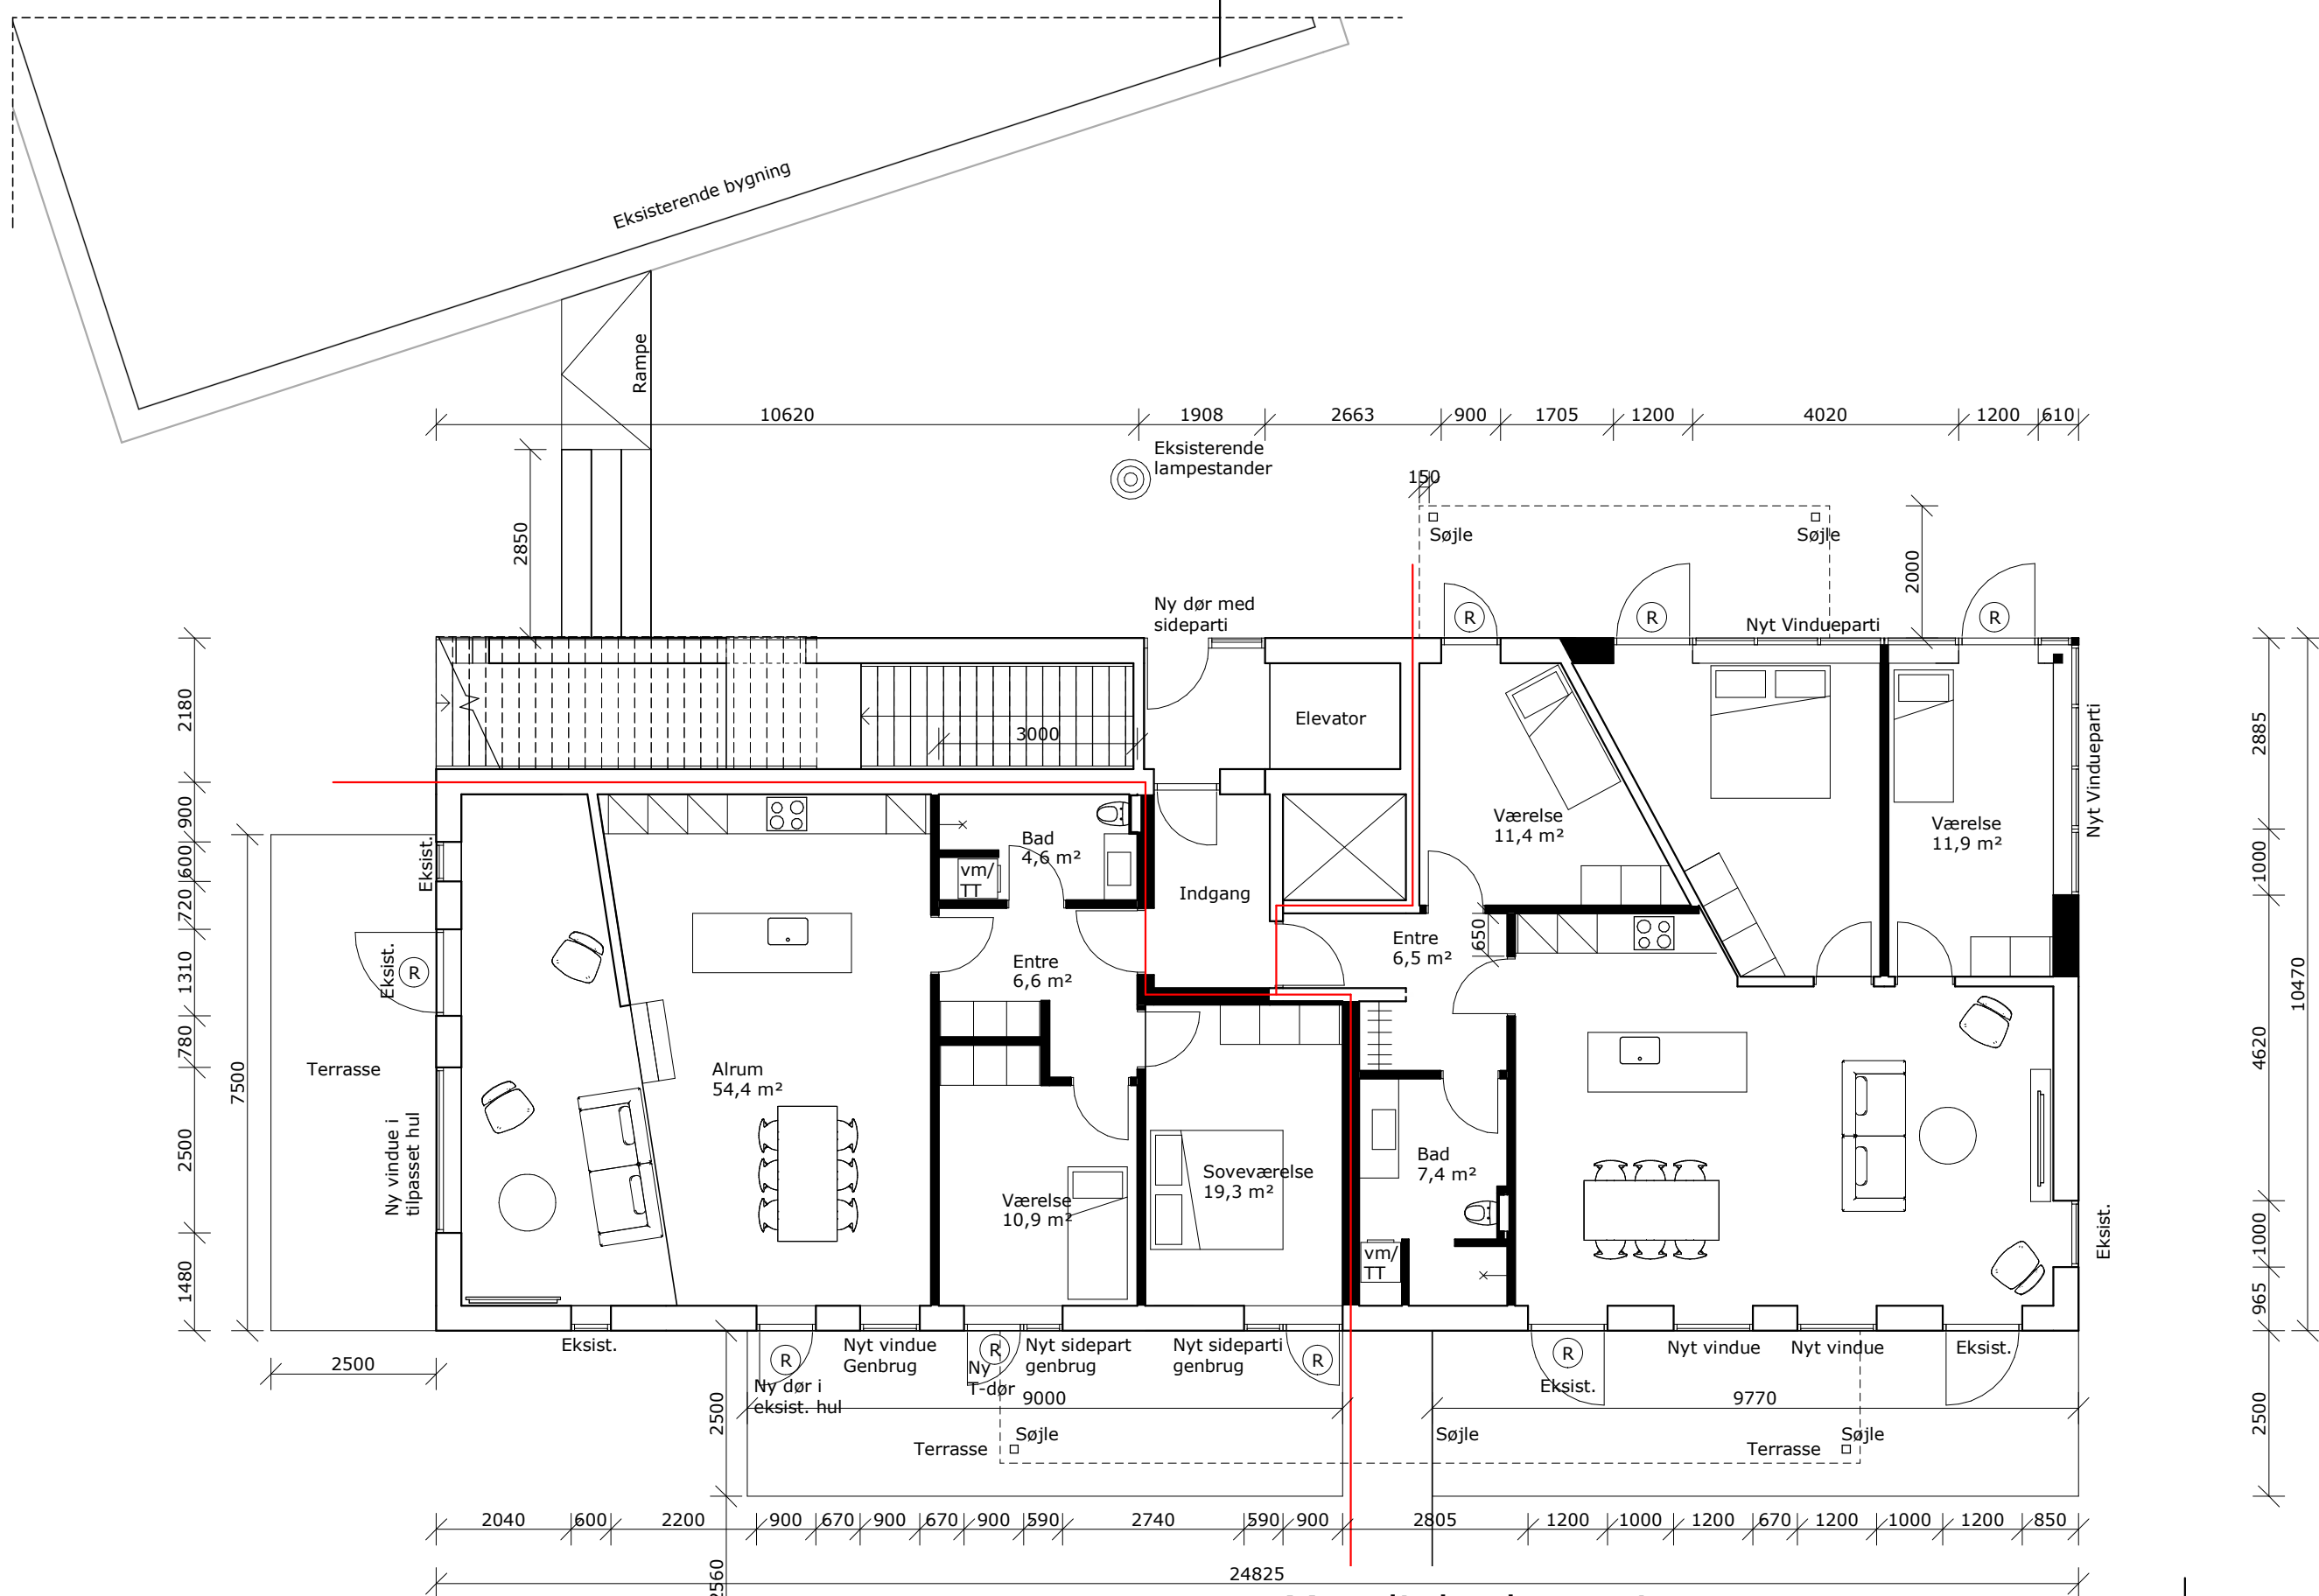 Eksisterende bygning
Rampe
10620
1908
2663
900
1705
1200
4020
1200
610
Eksisterende
lampestander
150
Søjle
Søjle
2850
2000
Ny dør med
sideparti
R
R
R
Nyt Vindueparti
Elevator
3000
2180
900
600
720
1310
780
2500
1480
7500
Terrasse
2500
Eksist.
Eksist.
R
Ny vindue i
tilpasset hul
Bad
4,6 m²
vm/
TT
Indgang
Entre
6,6 m²
Alrum
54,4 m²
Værelse
10,9 m²
Soveværelse
19,3 m²
Værelse
11,4 m²
Værelse
11,9 m²
Entre
6,5 m²
650
Bad
7,4 m²
vm/
TT
Nyt Vindueparti
2885
1000
4620
1000
965
2500
10470
Eksist.
Eksist.
R
Ny dør i
eksist. hul
Nyt vindue
Genbrug
R
Ny
T-dør
Nyt sidepart
genbrug
Nyt sideparti
genbrug
R
R
Eksist.
Nyt vindue
Nyt vindue
Eksist.
9000
9770
2500
Terrasse
Søjle
Søjle
Terrasse
Søjle
2040
600
2200
900
670
900
670
900
590
2740
590
900
2805
1200
1000
1200
670
1200
1000
1200
850
24825